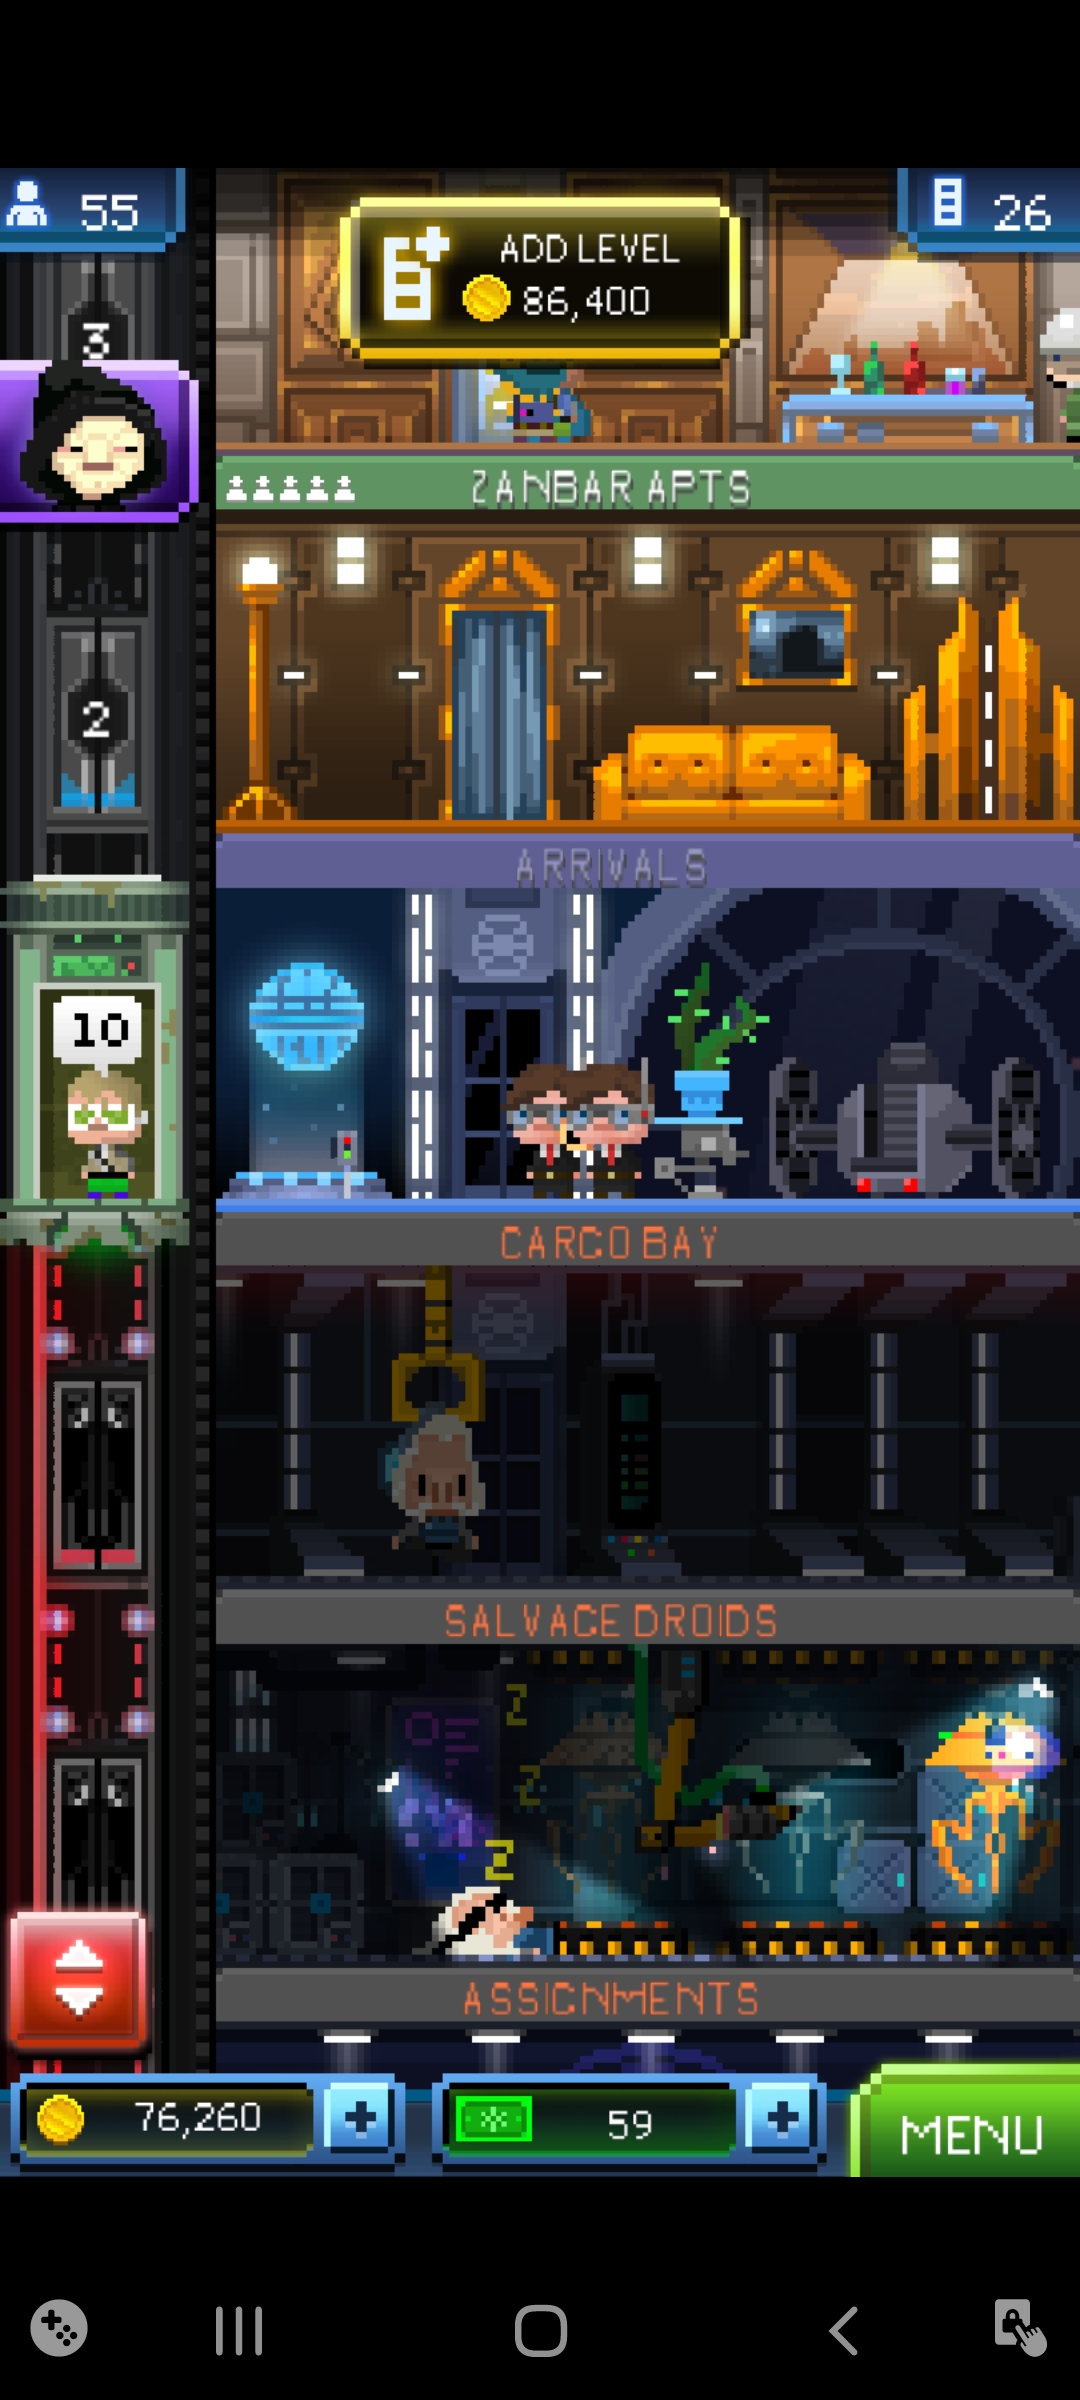 55
26
ADD LEVEL
86,400
3
ZANBAR APTS
2
ARRIVALS
10
CARGO BAY
SALVAGE DROIDS
Z
Z
Z
ASSIGNMENTS
76,260
59
MENU